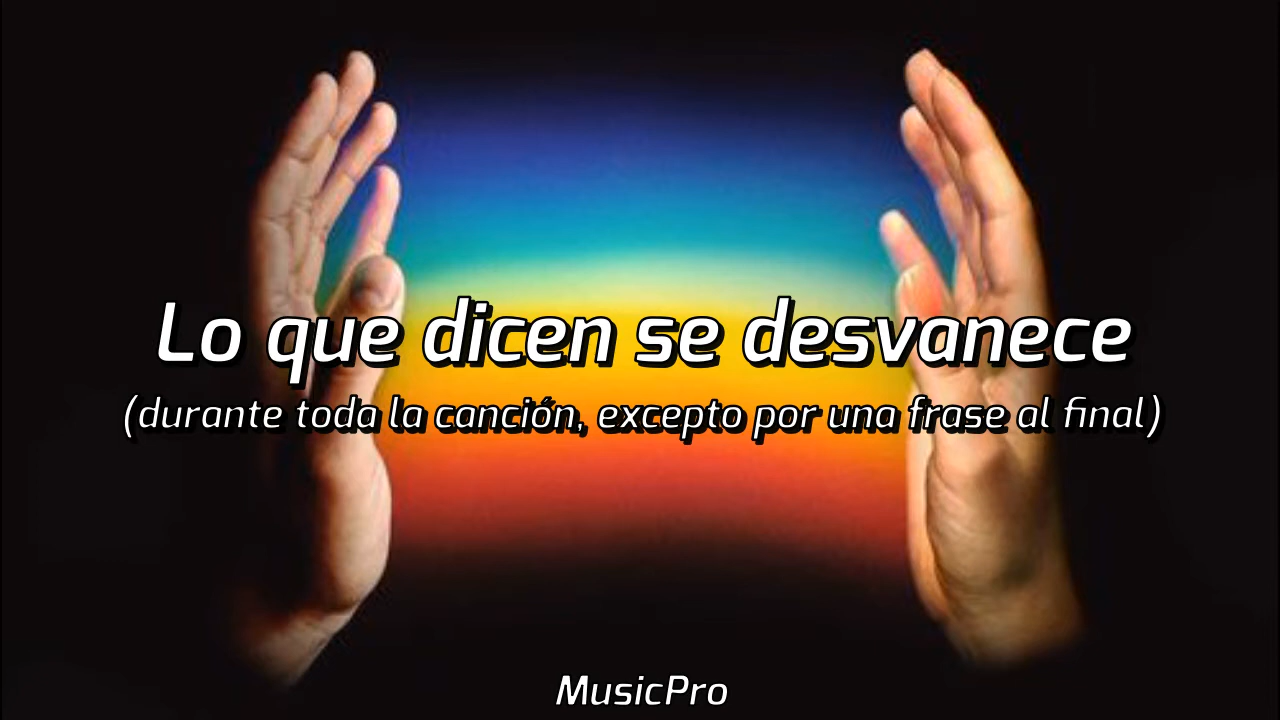 Lo que dicen se desvanece
(durante toda la canción, excepto por una frase al final)
MusicPro